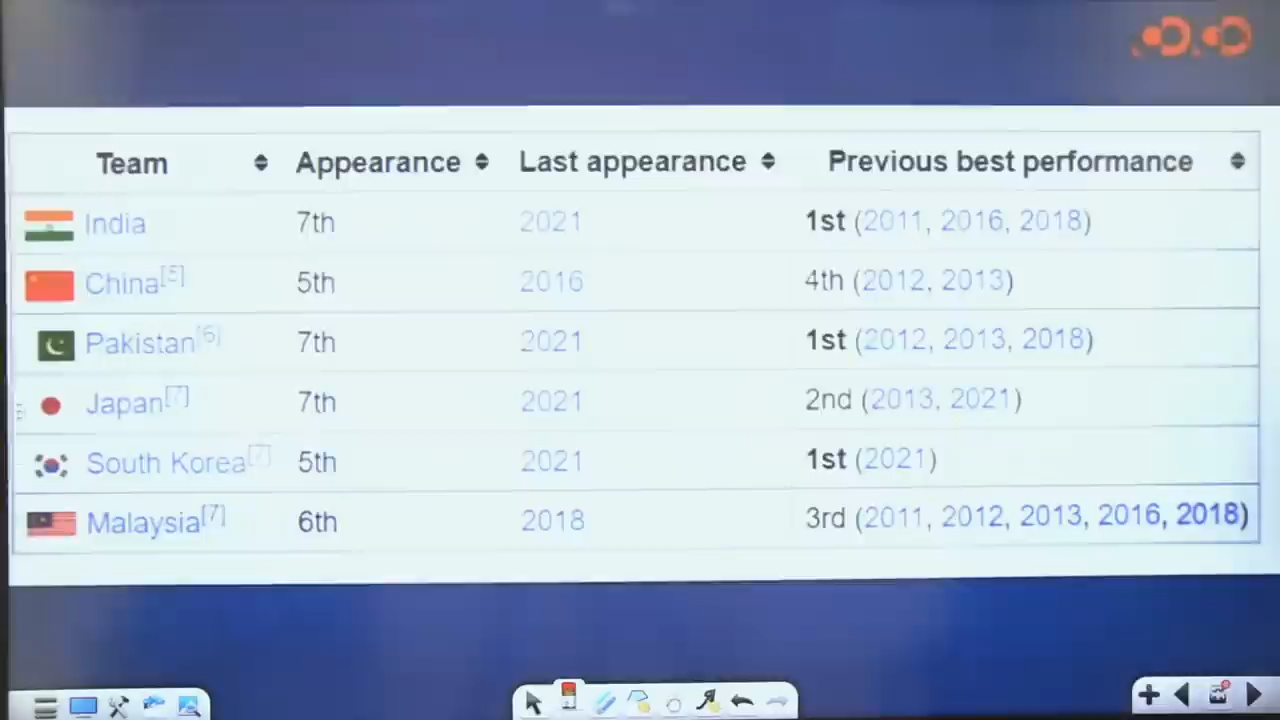 Team Appearance Last appearance Previous best performance
India 7th 2021 1st (2011, 2016, 2018)
China[5] 5th 2016 4th (2012, 2013)
Pakistan[6] 7th 2021 1st (2012, 2013, 2018)
Japan[7] 7th 2021 2nd (2013, 2021)
South Korea[7] 5th 2021 1st (2021)
Malaysia[7] 6th 2018 3rd (2011, 2012, 2013, 2016, 2018)